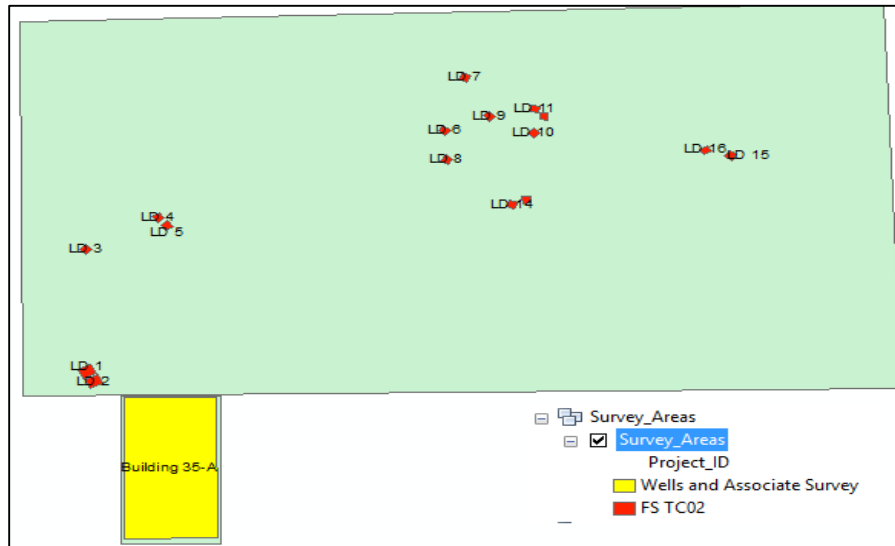 LD 7
LD 9
LD 11
LD 6
LD 10
LD 8
LD 16
LD 15
LD 14
LD 4
LD 5
LD 3
LD 1
LD 2
Building 35-A
Survey_Areas
Survey_Areas
Project_ID
Wells and Associate Survey
FS TC02